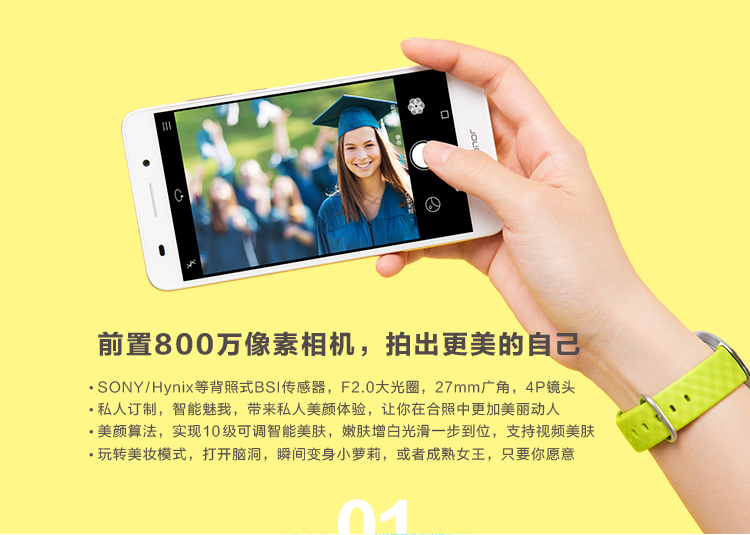 honor
前置800万像素相机，拍出更美的自己
• SONY/Hynix等背照式BSI传感器，F2.0大光圈，27mm广角，4P镜头
• 私人订制，智能魅我，带来私人美颜体验，让你在合照中更加美丽动人
• 美颜算法，实现10级可调智能美肤，嫩肤增白光滑一步到位，支持视频美肤
• 玩转美妆模式，打开脑洞，瞬间变身小萝莉，或者成熟女王，只要你愿意
01